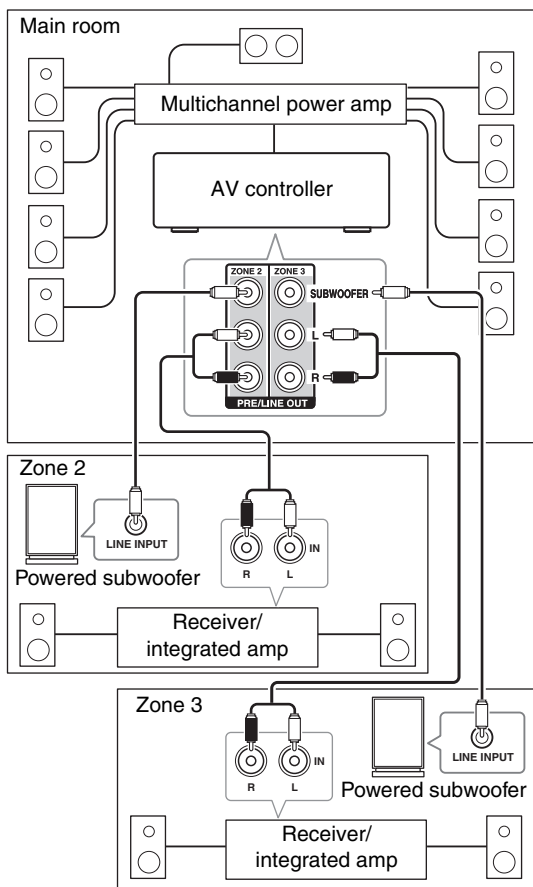 Main room
Multichannel power amp
AV controller
ZONE 2 ZONE 3
SUBWOOFER
L
R
PRE/LINE OUT
Zone 2
LINE INPUT
Powered subwoofer
IN
R L
Receiver/
integrated amp
Zone 3
IN
R L
LINE INPUT
Powered subwoofer
Receiver/
integrated amp